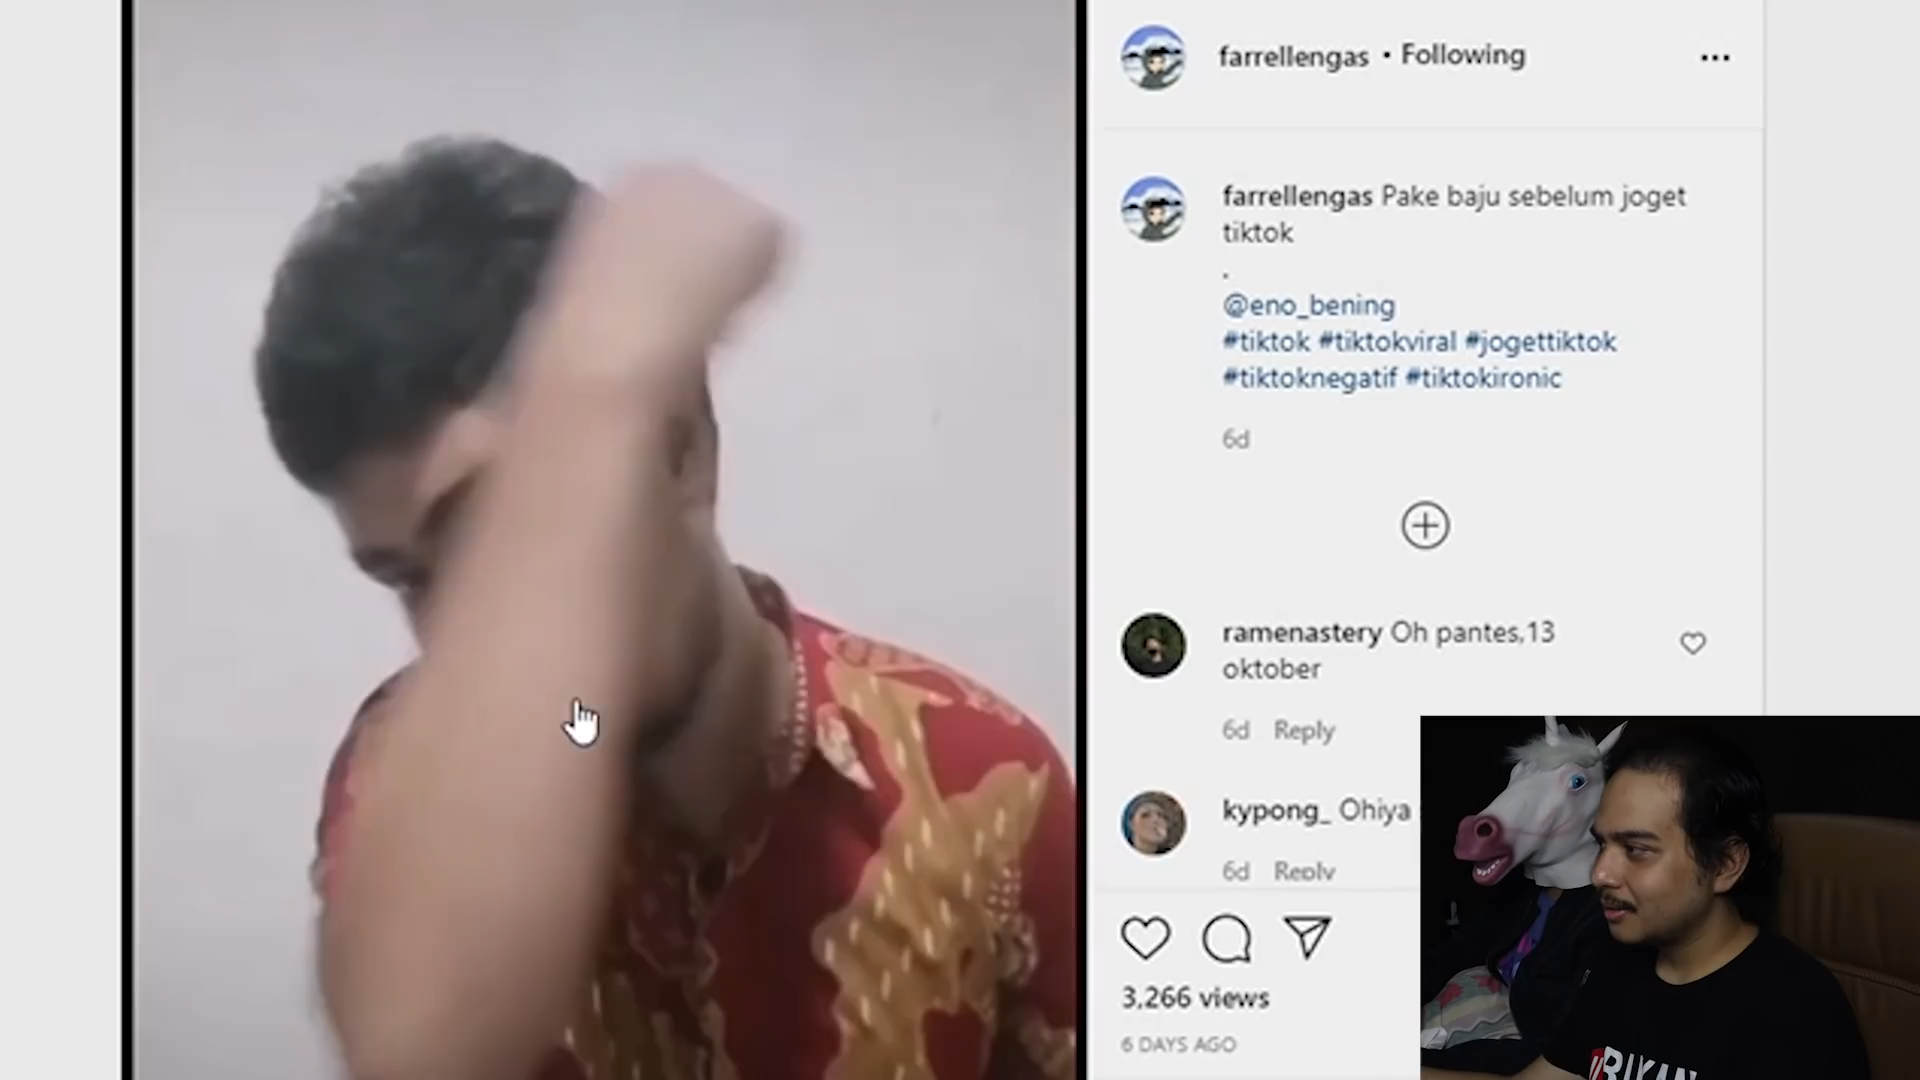 farrellengas • Following
farrellengas Pake baju sebelum joget
tiktok
.
@eno_bening
#tiktok #tiktokviral #jogettiktok
#tiktoknegatif #tiktokironic
6d
ramenastery Oh pantes,13
oktober
6d Reply
kypong_ Ohiya
6d Reply
3,266 views
6 DAYS AGO